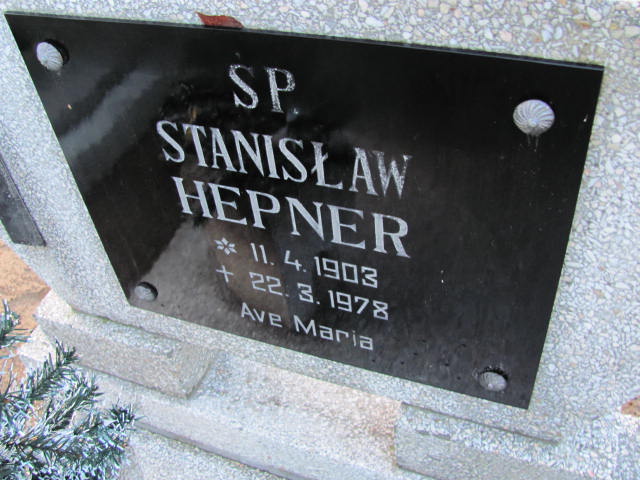 SP.
STANISŁAW
HEPNER
* 11. 4. 1903
+ 22. 3. 1978
Ave Maria